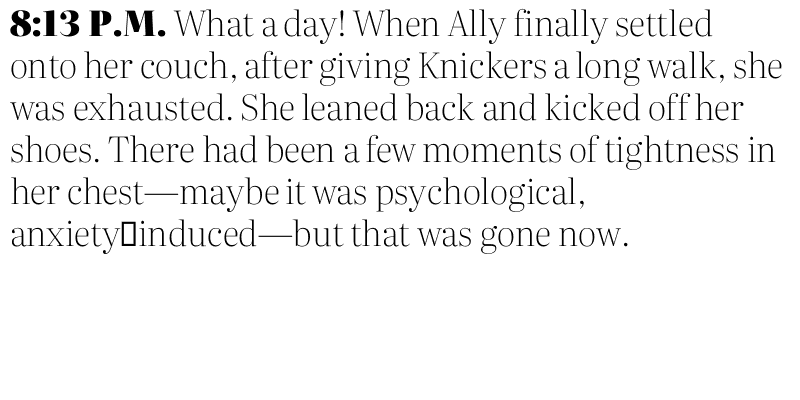 8:13 P.M. What a day! When Ally finally settled
onto her couch, after giving Knickers a long walk, she
was exhausted. She leaned back and kicked off her
shoes. There had been a few moments of tightness in
her chest—maybe it was psychological,
anxiety▯induced—but that was gone now.